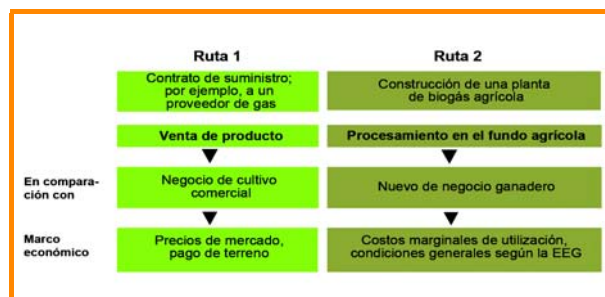 Ruta 1
Ruta 2
Contrato de suministro;
por ejemplo, a un
proveedor de gas
Construcción de una planta
de biogás agrícola
Venta de producto
Procesamiento en el fundo agrícola
En compara-
ción con
Negocio de cultivo
comercial
Nuevo de negocio ganadero
Marco
económico
Precios de mercado,
pago de terreno
Costos marginales de utilización,
condiciones generales según la EEG